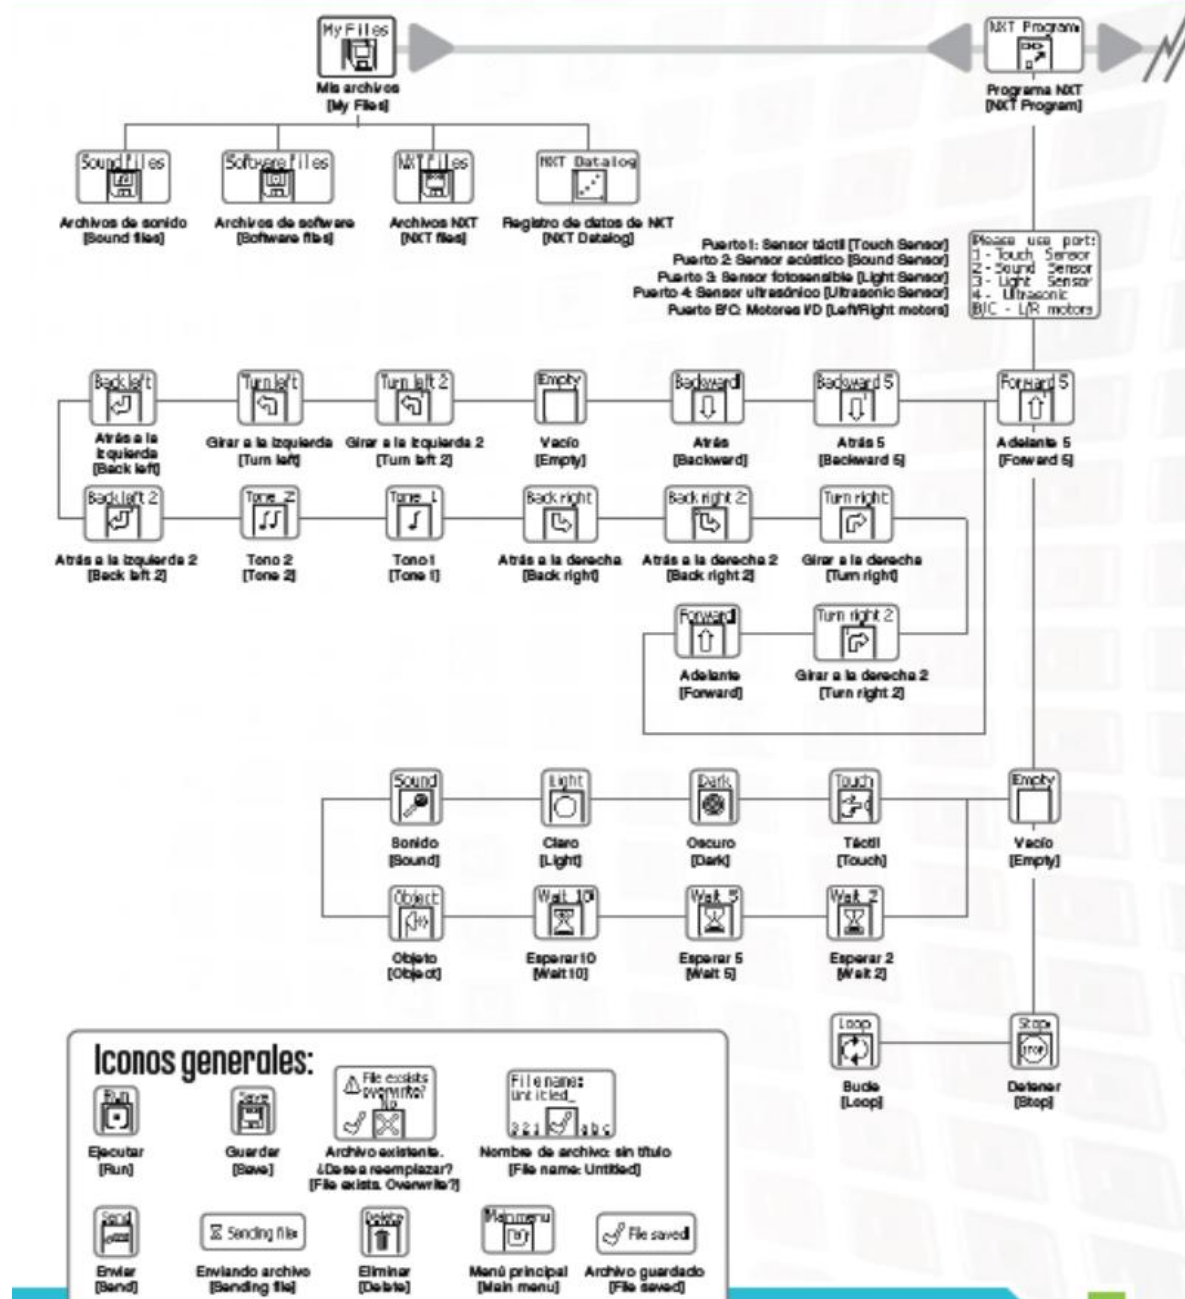 My Files
NXT Program
Mis archivos
[My Files]
Programa NXT
[NXT Program]
Sound files
Software files
NXT files
NXT Datalog
Archivos de sonido
[Sound files]
Archivos de software
[Software files]
Archivos NXT
[NXT files]
Registro de datos de NXT
[NXT Datalog]
Puerto 1: Sensor táctil [Touch Sensor]
Puerto 2: Sensor acústico [Sound Sensor]
Puerto 3: Sensor fotosensible [Light Sensor]
Puerto 4: Sensor ultrasónico [Ultrasonic Sensor]
Puerto B/C: Motores I/D [Left/Right motors]
Please use port:
1 - Touch Sensor
2 - Sound Sensor
3 - Light Sensor
4 - Ultrasonic
B/C - L/R motors
Back left
Turn left
Turn left 2
Empty
Backward
Backward 5
Forward 5
Atrás a la
izquierda
[Back left]
Girar a la izquierda
[Turn left]
Girar a la izquierda 2
[Turn left 2]
Vacío
[Empty]
Atrás
[Backward]
Atrás 5
[Backward 5]
Adelante 5
[Forward 5]
Back left 2
Tone 2
Tone 1
Back right
Back right 2
Turn right
Atrás a la izquierda 2
[Back left 2]
Tono 2
[Tone 2]
Tono 1
[Tone 1]
Atrás a la derecha
[Back right]
Atrás a la derecha 2
[Back right 2]
Girar a la derecha
[Turn right]
Forward
Turn right 2
Adelante
[Forward]
Girar a la derecha 2
[Turn right 2]
Sound
Light
Dark
Touch
Empty
Sonido
[Sound]
Claro
[Light]
Oscuro
[Dark]
Táctil
[Touch]
Vacío
[Empty]
Object
Wait 10
Wait 5
Wait 2
Objeto
[Object]
Esperar 10
[Wait 10]
Esperar 5
[Wait 5]
Esperar 2
[Wait 2]
Loop
Stop
STOP
Bucle
[Loop]
Detener
[Stop]
Iconos generales:
Run
Save
File exsists
overwrite?
No
File name:
untitled_
321 abc
Ejecutar
[Run]
Guardar
[Save]
Archivo existente.
¿Desea reemplazar?
[File exists. Overwrite?]
Nombre de archivo: sin título
[File name: Untitled]
Send
Sending file
Delete
Main menu
File saved
Enviar
[Send]
Enviando archivo
[Sending file]
Eliminar
[Delete]
Menú principal
[Main menu]
Archivo guardado
[File saved]